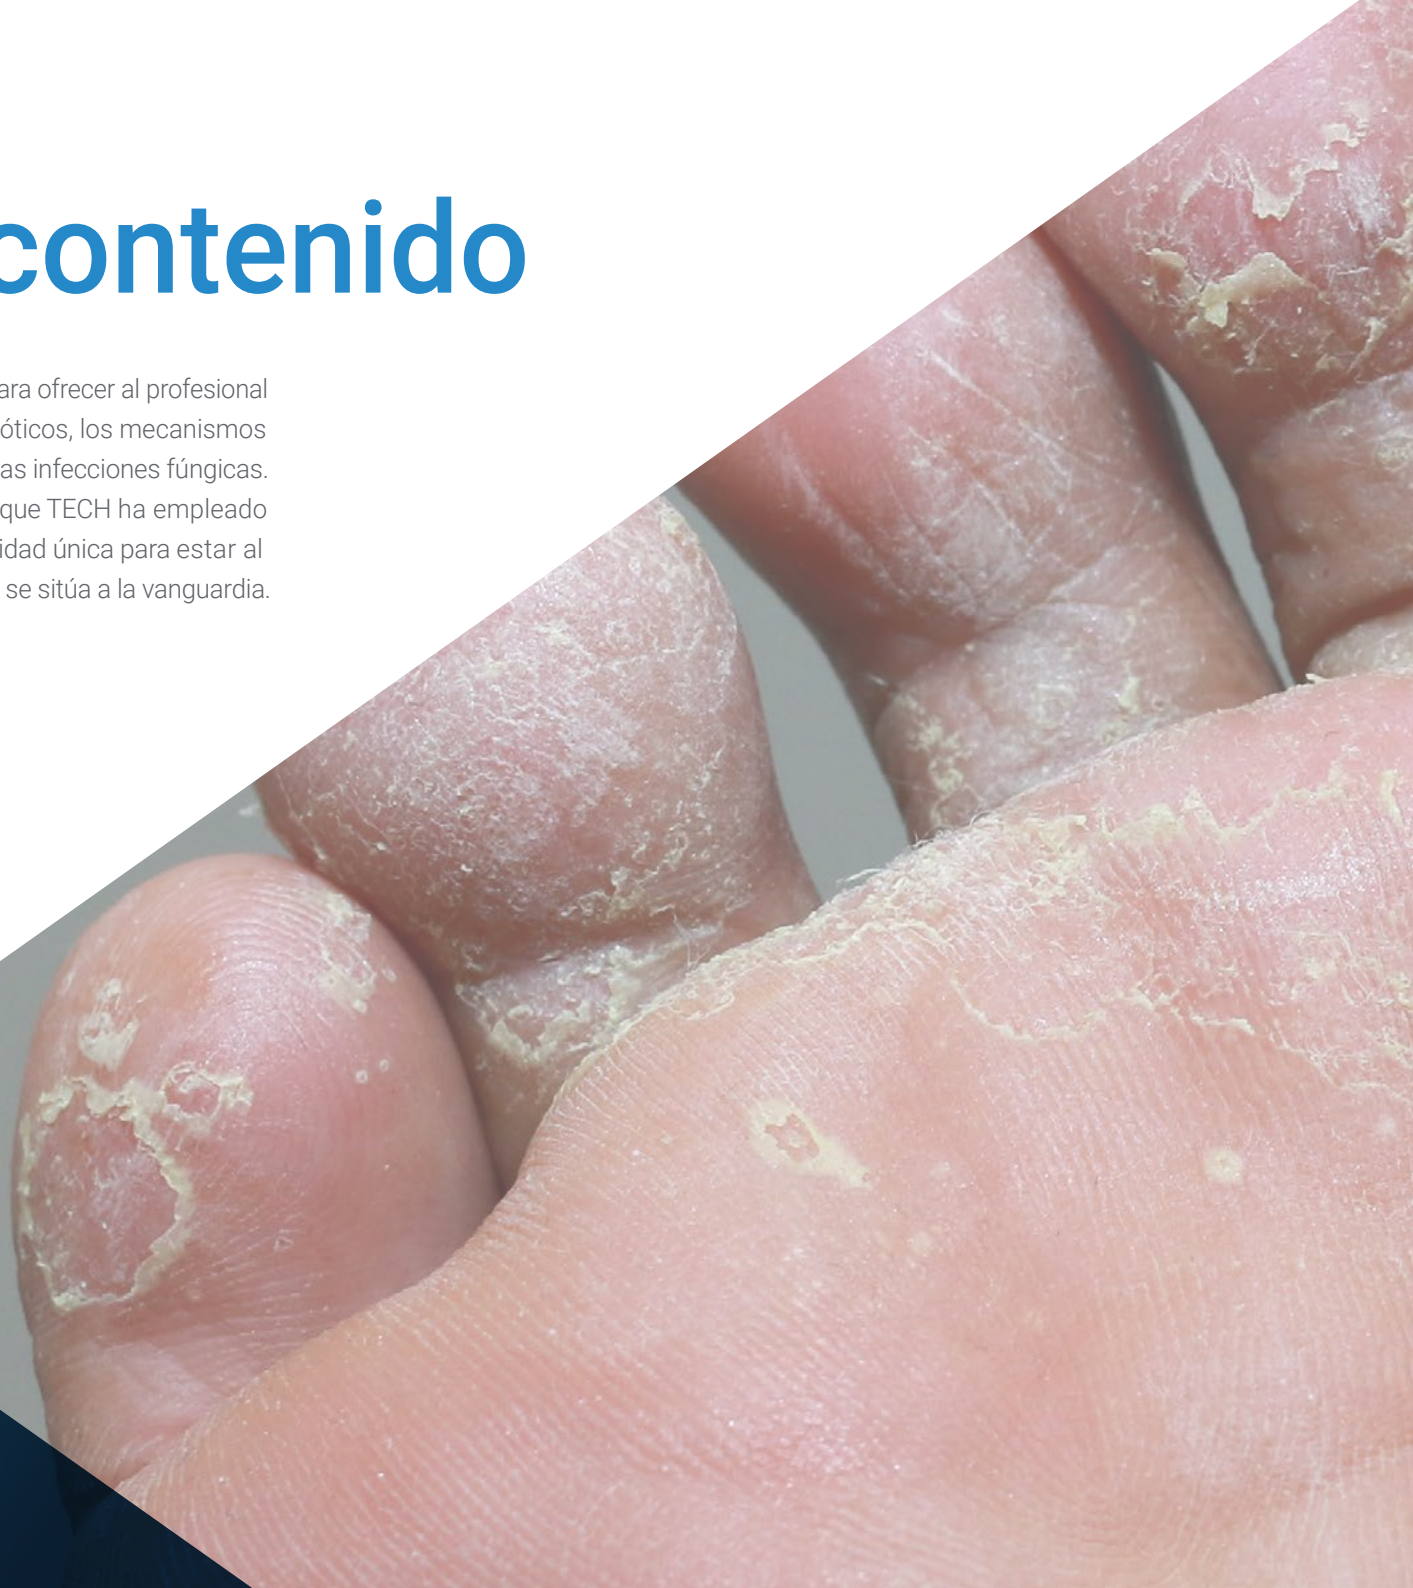 contenido
ara ofrecer al profesional
óticos, los mecanismos
as infecciones fúngicas.
que TECH ha empleado
idad única para estar al
se sitúa a la vanguardia.